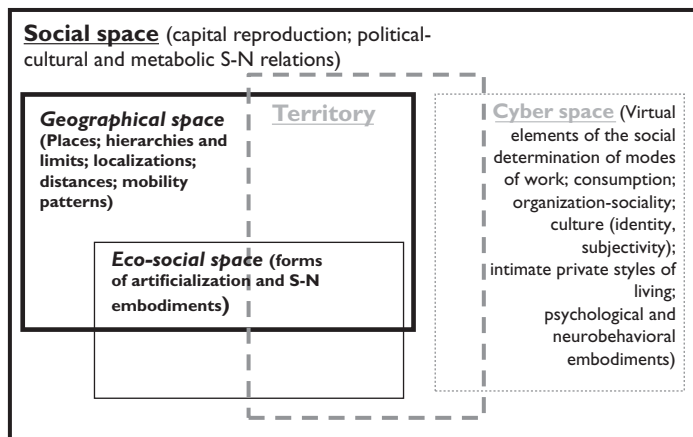 Social space (capital reproduction; political-
cultural and metabolic S-N relations)
Geographical space
(Places; hierarchies and
limits; localizations;
distances; mobility
patterns)
Territory
Cyber space (Virtual
elements of the social
determination of modes
of work; consumption;
organization-sociality;
culture (identity,
subjectivity);
intimate private styles of
living;
psychological and
neurobehavioral
embodiments)
Eco-social space (forms
of artificialization and S-N
embodiments)